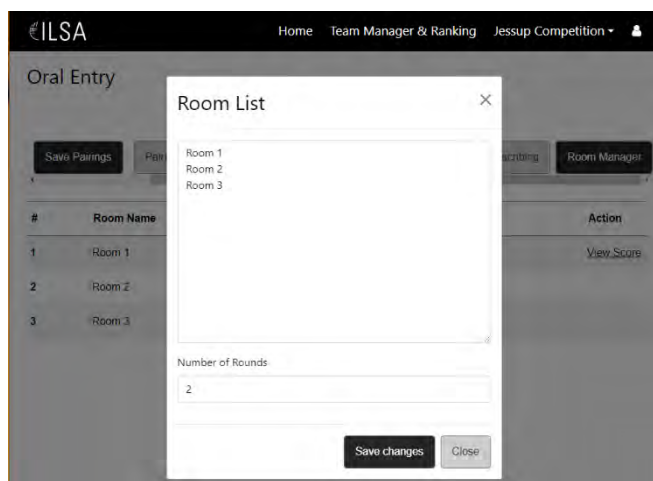 ILSA Home Team Manager & Ranking Jessup Competition
Oral Entry
Room List ×
Save Pairings Room Manager
Room 1
Room 2
Room 3
# Room Name Action
1 Room 1 View Score
2 Room 2
3 Room 3
Number of Rounds
2
Save changes Close